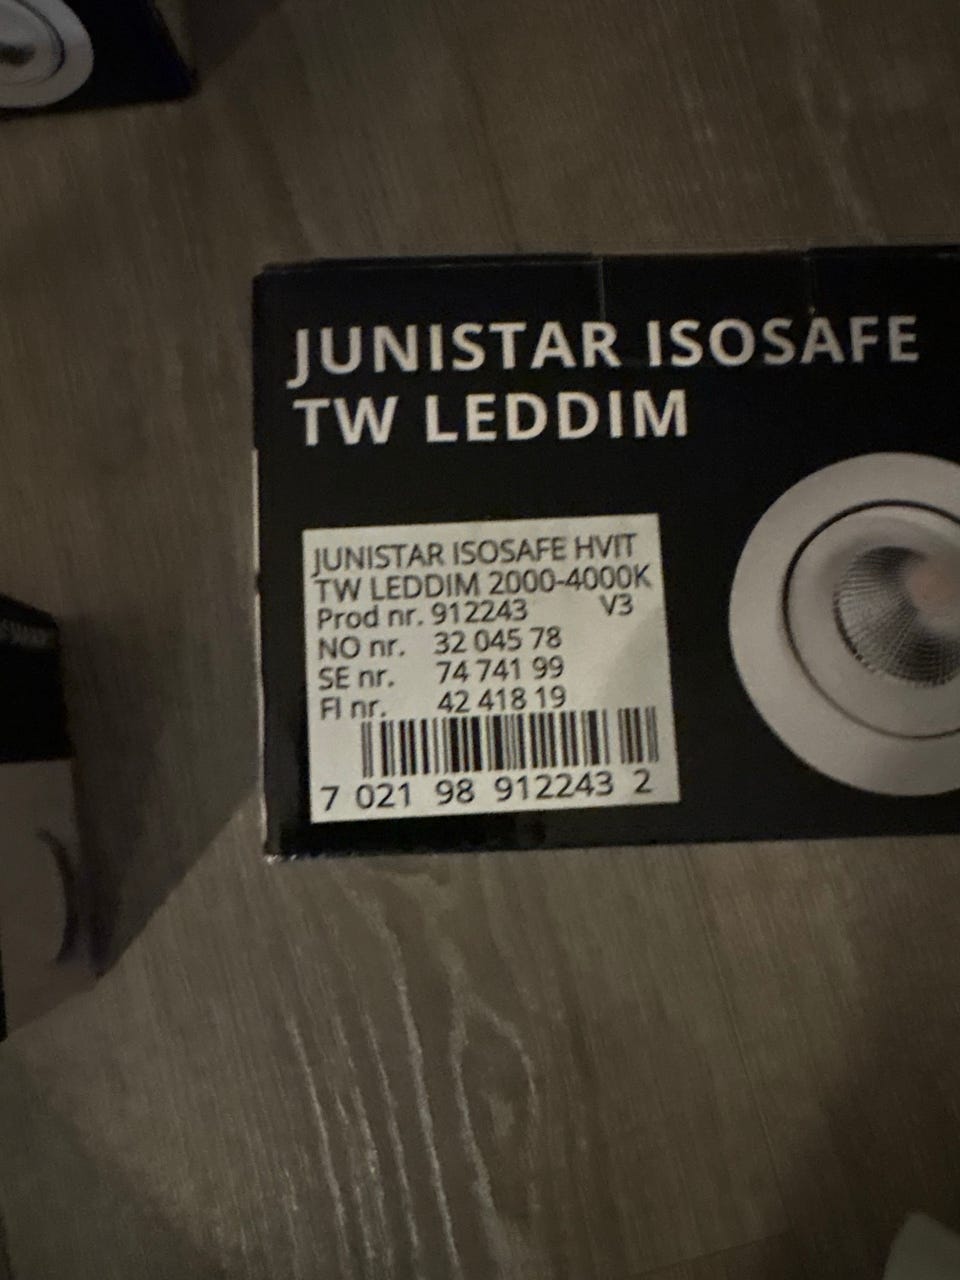 JUNISTAR ISOSAFE
TW LEDDIM
JUNISTAR ISOSAFE HVIT
TW LEDDIM 2000-4000K
Prod nr. 912243 V3
NO nr. 32 045 78
SE nr. 74 741 99
FI nr. 42 418 19
7 021 98 912243 2